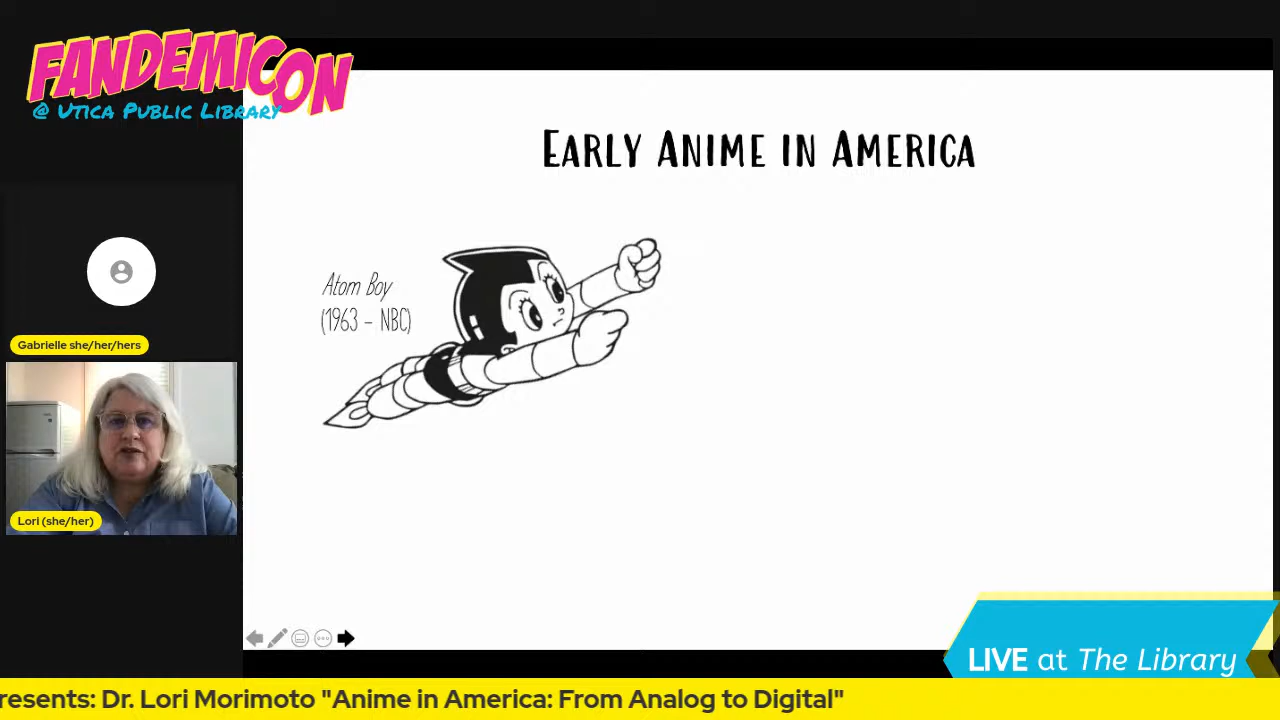 FANDEMICON
@ UTICA PUBLIC LIBRARY
EARLY ANIME IN AMERICA
Atom Boy
(1963 – NBC)
Gabrielle she/her/hers
Lori (she/her)
LIVE at The Library
resents: Dr. Lori Morimoto "Anime in America: From Analog to Digital"